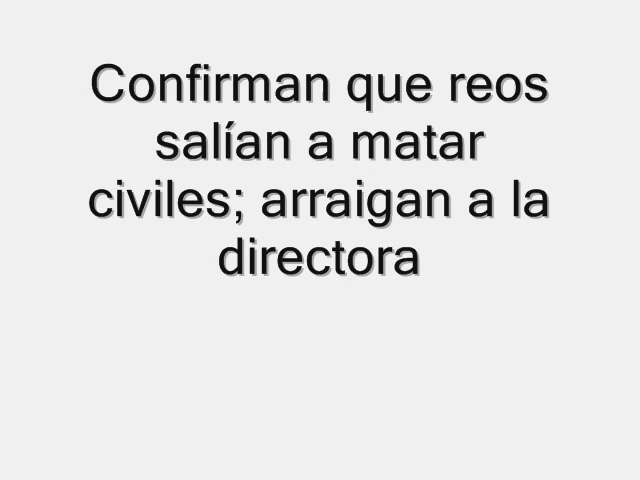 Confirman que reos
salían a matar
civiles; arraigan a la
directora